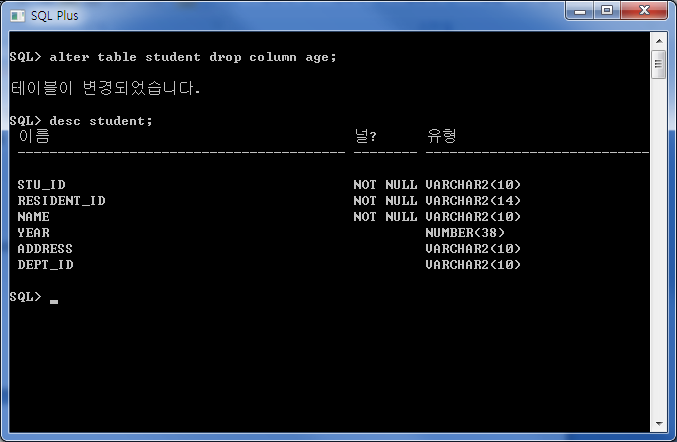 SQL Plus
SQL> alter table student drop column age;
테이블이 변경되었습니다.
SQL> desc student;
이름 널? 유형
----------------------------------------- -------- ----------------------------
STU_ID NOT NULL VARCHAR2(10)
RESIDENT_ID NOT NULL VARCHAR2(14)
NAME NOT NULL VARCHAR2(10)
YEAR NUMBER(38)
ADDRESS VARCHAR2(10)
DEPT_ID VARCHAR2(10)
SQL> _